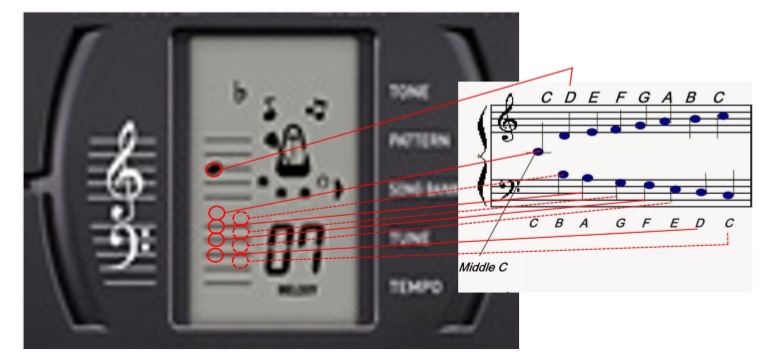 TONE
PATTERN
SONG BANK
TUNE
07
MELODY
TEMPO
C D E F G A B C
C B A G F E D C
Middle C